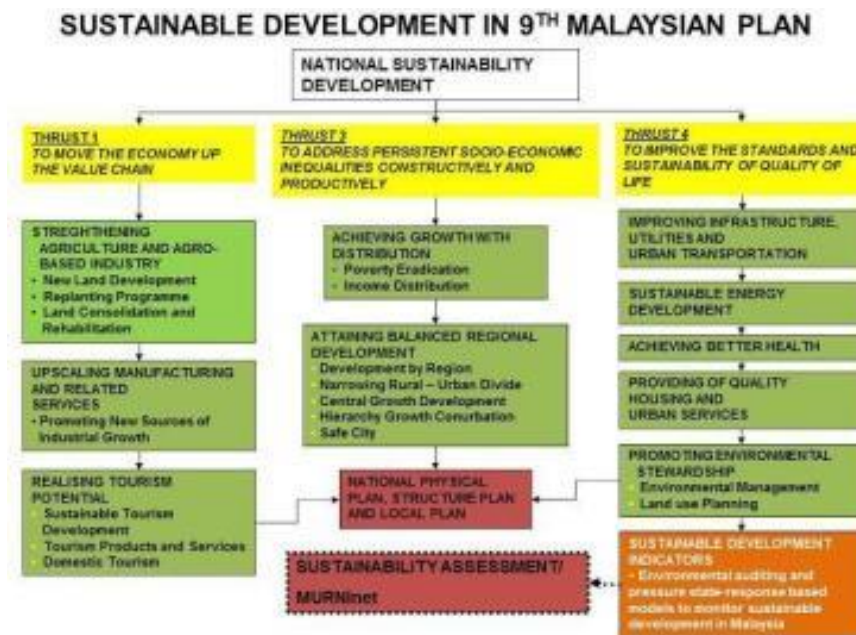 SUSTAINABLE DEVELOPMENT IN 9TH MALAYSIAN PLAN
NATIONAL SUSTAINABILITY
DEVELOPMENT
THRUST 1
TO MOVE THE ECONOMY UP
THE VALUE CHAIN
STREGHTHENING
AGRICULTURE AND AGRO-
BASED INDUSTRY
• New Land Development
• Replanting Programme
• Land Consolidation and
Rehabilitation
UPSCALING MANUFACTURING
AND RELATED
SERVICES
• Promoting New Sources of
Industrial Growth
REALISING TOURISM
POTENTIAL
• Sustainable Tourism
Development
• Tourism Products and Services
• Domestic Tourism
THRUST 3
TO ADDRESS PERSISTENT SOCIO-ECONOMIC
INEQUALITIES CONSTRUCTIVELY AND
PRODUCTIVELY
ACHIEVING GROWTH WITH
DISTRIBUTION
• Poverty Eradication
• Income Distribution
ATTAINING BALANCED REGIONAL
DEVELOPMENT
• Development by Region
• Narrowing Rural – Urban Divide
• Central Growth Development
• Hierarchy Growth Conurbation
• Safe City
NATIONAL PHYSICAL
PLAN, STRUCTURE PLAN
AND LOCAL PLAN
SUSTAINABILITY ASSESSMENT/
MURNInet
THRUST 4
TO IMPROVE THE STANDARDS AND
SUSTAINABILITY OF QUALITY OF
LIFE
IMPROVING INFRASTRUCTURE,
UTILITIES AND
URBAN TRANSPORTATION
SUSTAINABLE ENERGY
DEVELOPMENT
ACHIEVING BETTER HEALTH
PROVIDING OF QUALITY
HOUSING AND
URBAN SERVICES
PROMOTING ENVIRONMENTAL
STEWARDSHIP
• Environmental Management
• Land use Planning
SUSTAINABLE DEVELOPMENT
INDICATORS
• Environmental auditing and
pressure state-response based
models to monitor sustainable
development in Malaysia